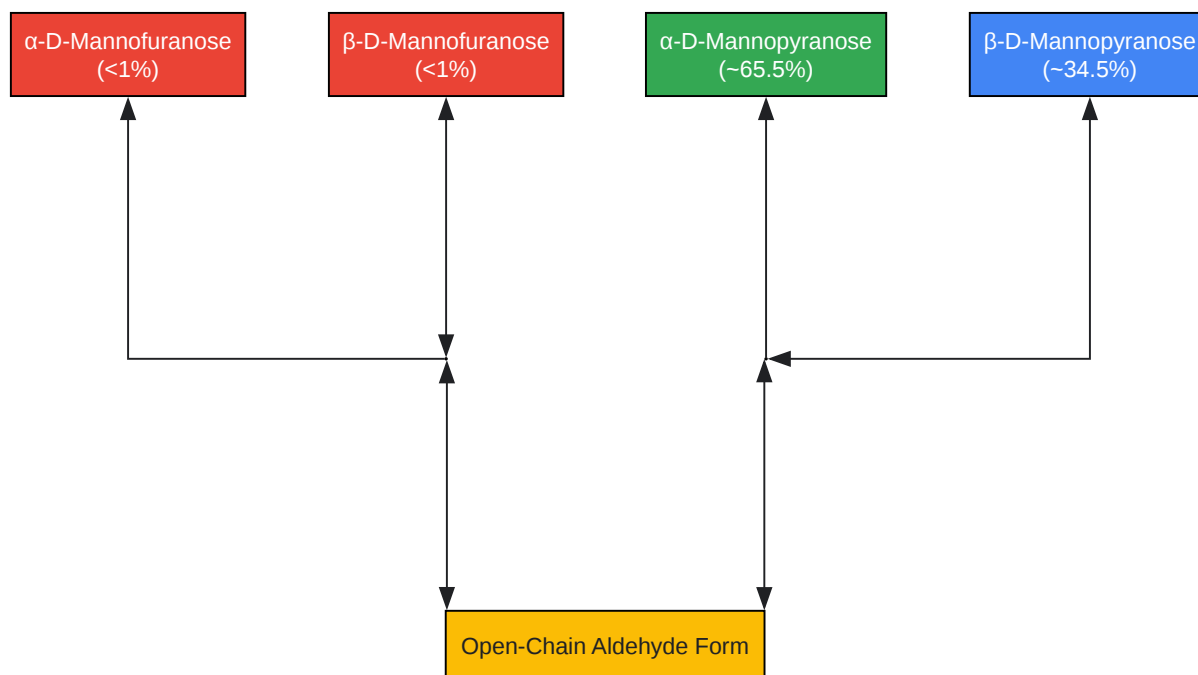 α-D-Mannofuranose
(<1%)
β-D-Mannofuranose
(<1%)
α-D-Mannopyranose
(~65.5%)
β-D-Mannopyranose
(~34.5%)
Open-Chain Aldehyde Form